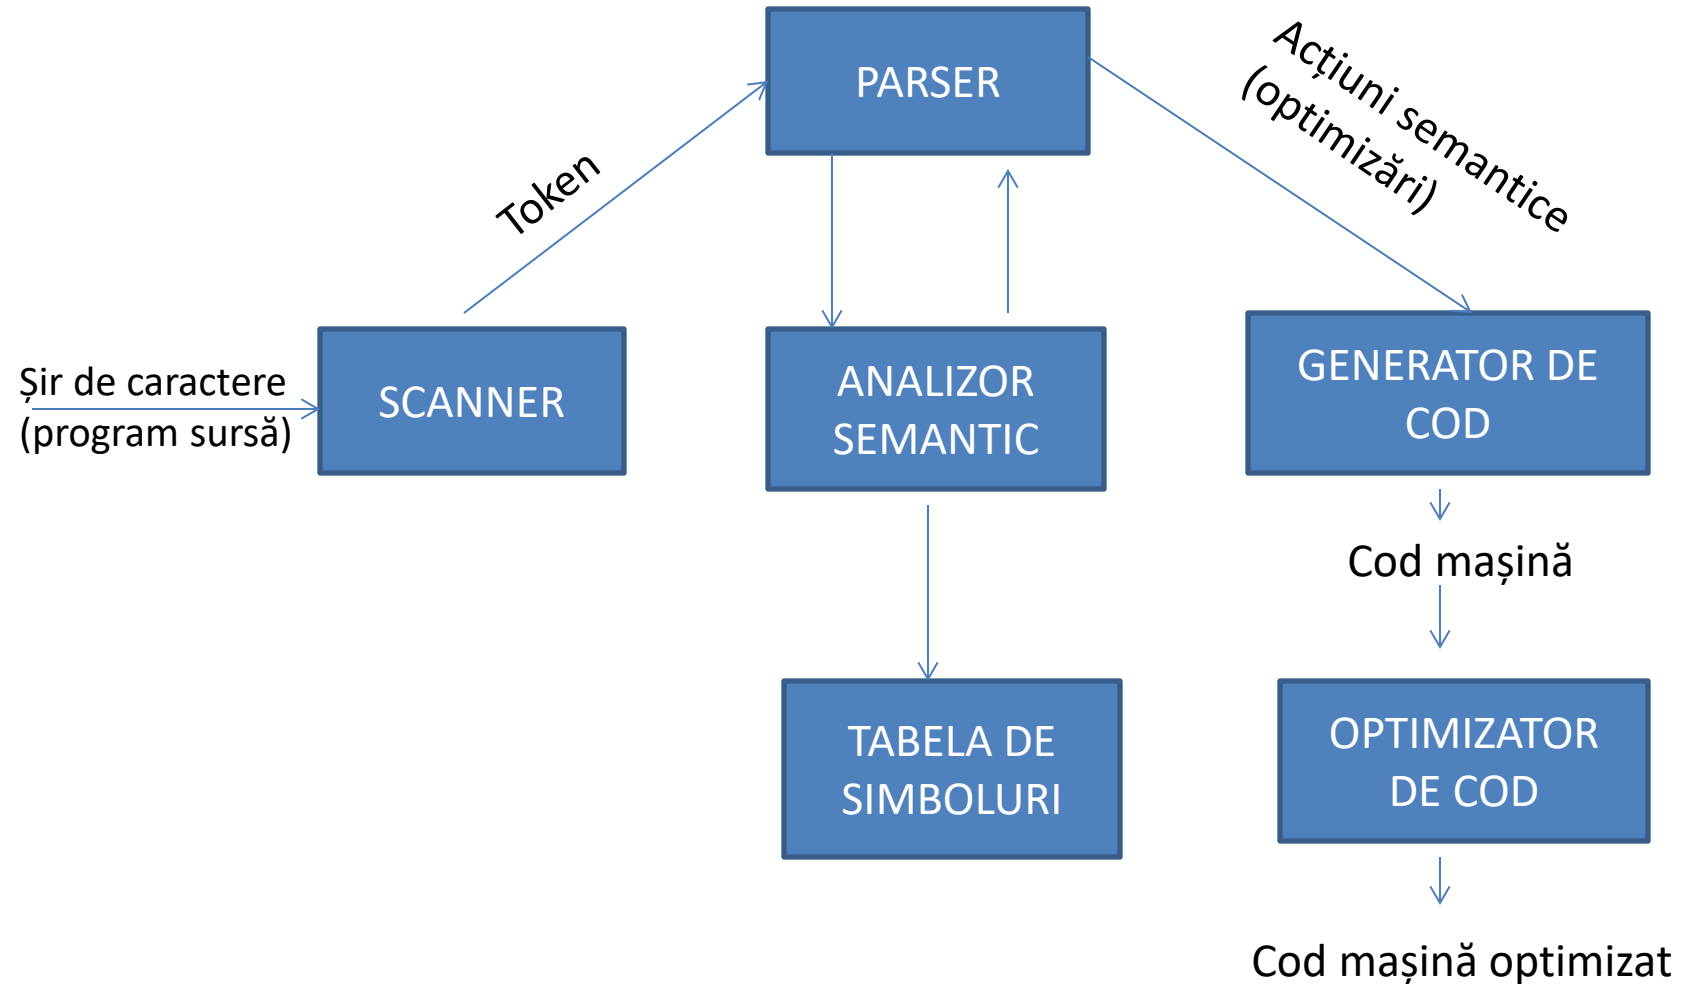 PARSER
Acțiuni semantice
(optimizări)
Token
Șir de caractere
(program sursă)
SCANNER
ANALIZOR
SEMANTIC
GENERATOR DE
COD
Cod mașină
TABELA DE
SIMBOLURI
OPTIMIZATOR
DE COD
Cod mașină optimizat